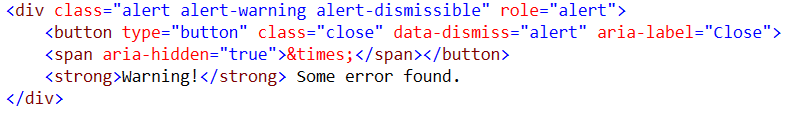 <div class="alert alert-warning alert-dismissible" role="alert">
    <button type="button" class="close" data-dismiss="alert" aria-label="Close">
    <span aria-hidden="true">&times;</span></button>
    <strong>Warning!</strong> Some error found.
</div>